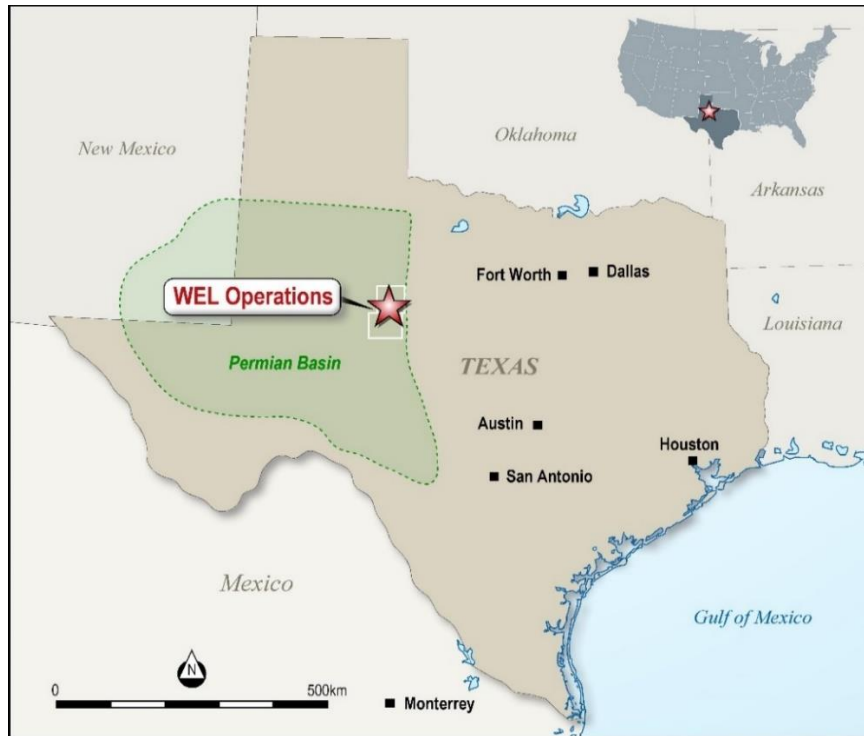 New Mexico
Oklahoma
Arkansas
Fort Worth
Dallas
WEL Operations
Louisiana
Permian Basin
TEXAS
Austin
Houston
San Antonio
Mexico
Gulf of Mexico
N
0
500km
Monterrey